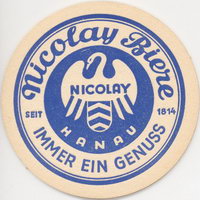 Nicolay Biere
NICOLAY
SEIT 1814
HANAU
IMMER EIN GENUSS